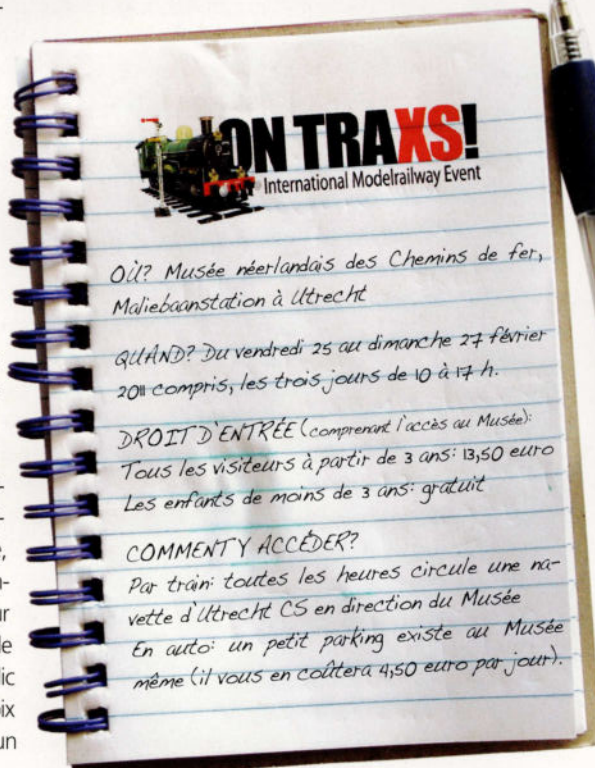 ON TRAXS!
International Modelrailway Event
OÙ? Musée néerlandais des Chemins de fer,
Maliebaanstation à Utrecht
QUAND? Du vendredi 25 au dimanche 27 février
2011 compris, les trois jours de 10 à 17 h.
DROIT D'ENTRÉE (comprenant l'accès au Musée):
Tous les visiteurs à partir de 3 ans: 13,50 euro
Les enfants de moins de 3 ans: gratuit
COMMENT Y ACCÉDER?
Par train: toutes les heures circule une na-
vette d'Utrecht CS en direction du Musée
En auto: un petit parking existe au Musée
même (il vous en coûtera 4,50 euro par jour).